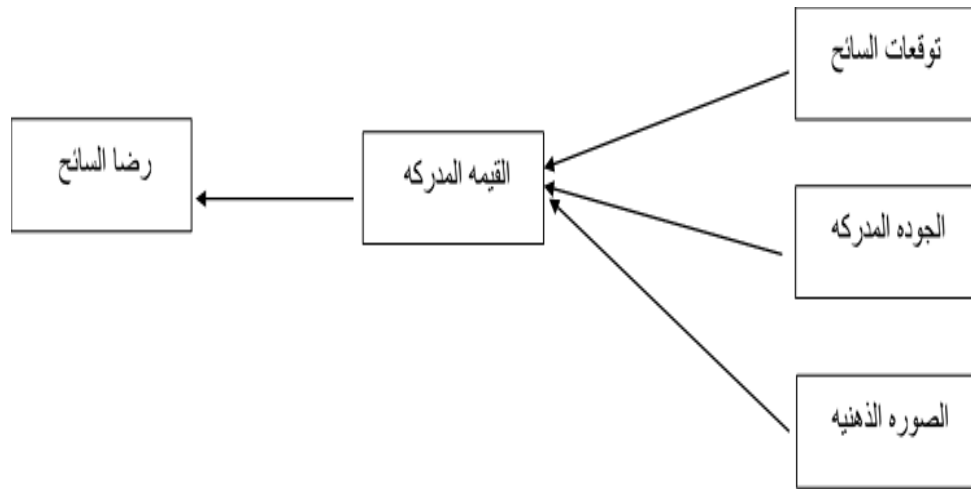 توقعات السائح
الجوده المدركه
الصوره الذهنيه
القيمه المدركه
رضا السائح